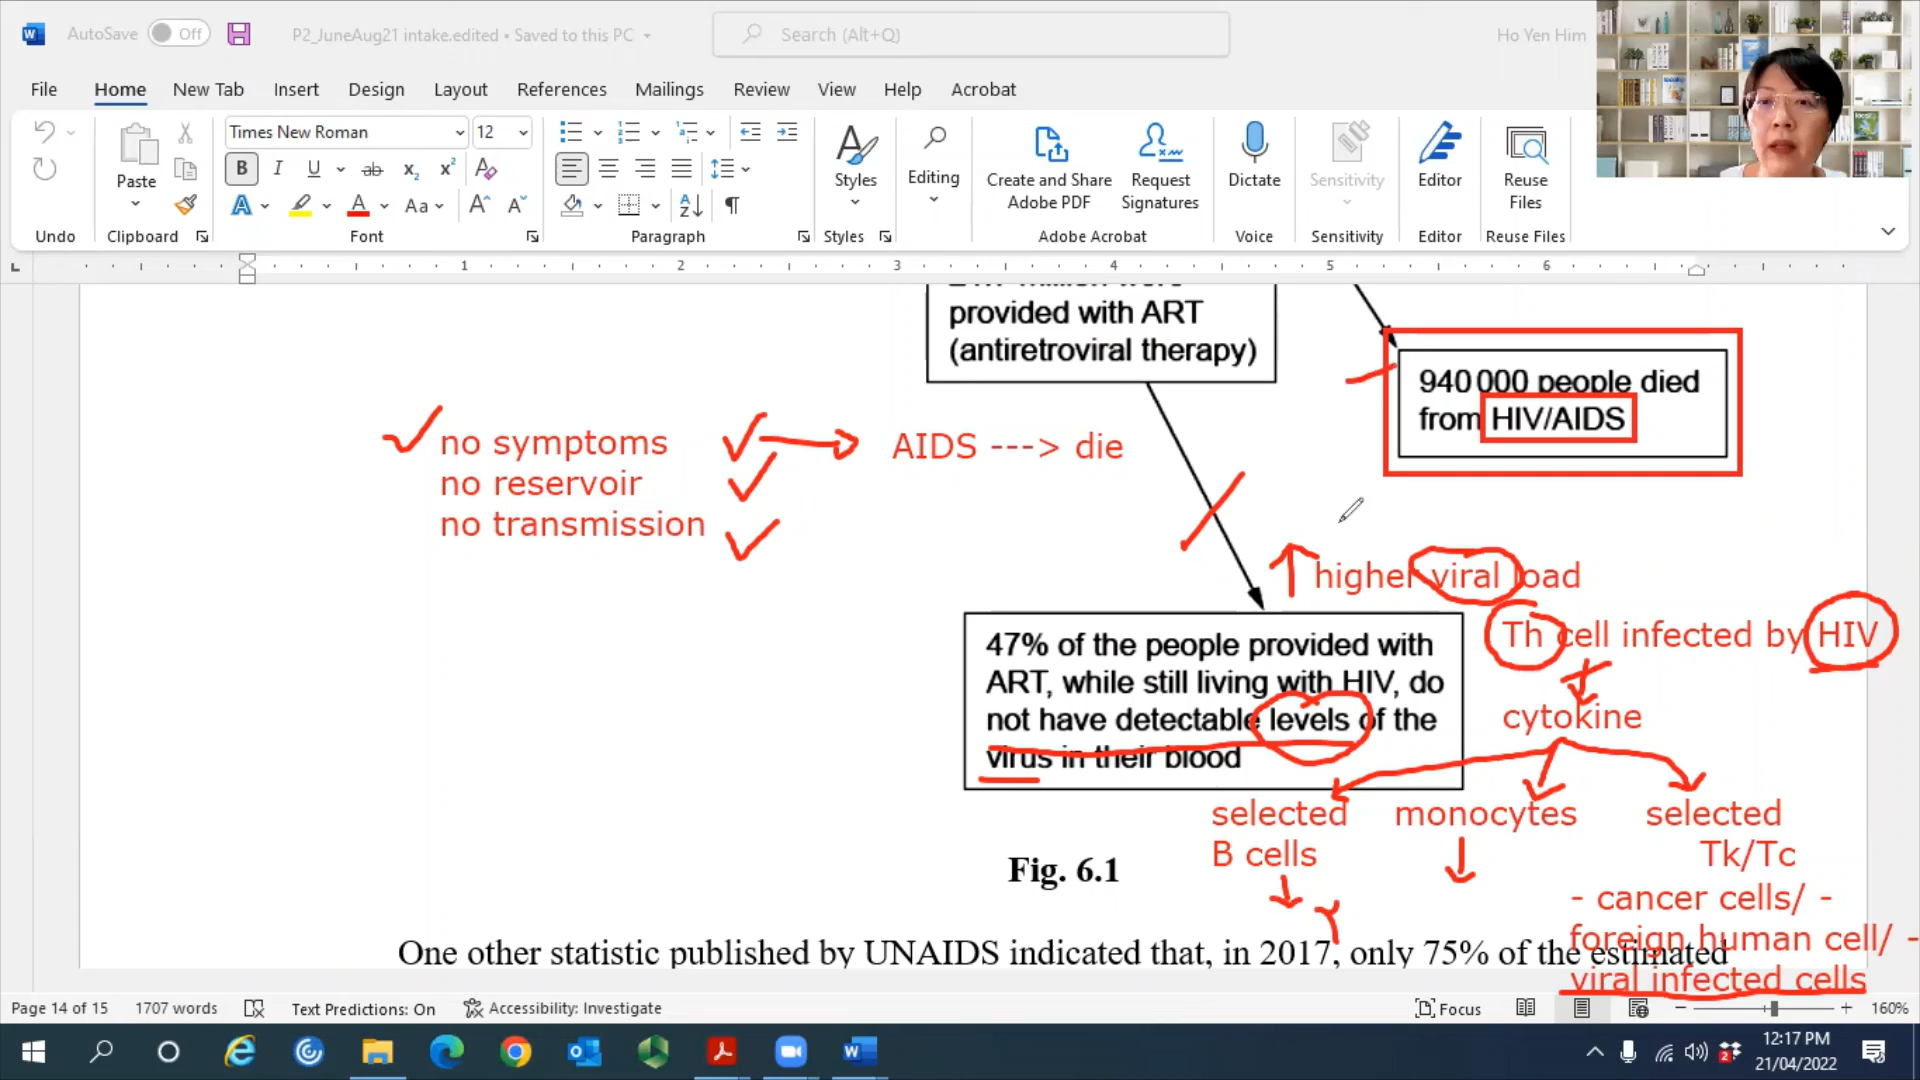 AutoSave Off P2_JuneAug21 intake.edited • Saved to this PC Search (Alt+Q) Ho Yen Him
File Home New Tab Insert Design Layout References Mailings Review View Help Acrobat
Times New Roman 12
Paste
Styles
Editing
Create and Share
Adobe PDF
Request
Signatures
Dictate
Sensitivity
Editor
Reuse
Files
Undo Clipboard Font Paragraph Styles Adobe Acrobat Voice Sensitivity Editor Reuse Files
1 2 3 4 5 6
provided with ART
(antiretroviral therapy)
940 000 people died
from HIV/AIDS
no symptoms
no reservoir
no transmission
AIDS ---> die
higher viral load
Th cell infected by HIV
cytokine
47% of the people provided with
ART, while still living with HIV, do
not have detectable levels of the
virus in their blood
selected
B cells
monocytes
selected
Tk/Tc
- cancer cells/ -
foreign human cell/ -
viral infected cells
Fig. 6.1
One other statistic published by UNAIDS indicated that, in 2017, only 75% of the estimated
Page 14 of 15 1707 words Text Predictions: On Accessibility: Investigate Focus 160%
12:17 PM
21/04/2022